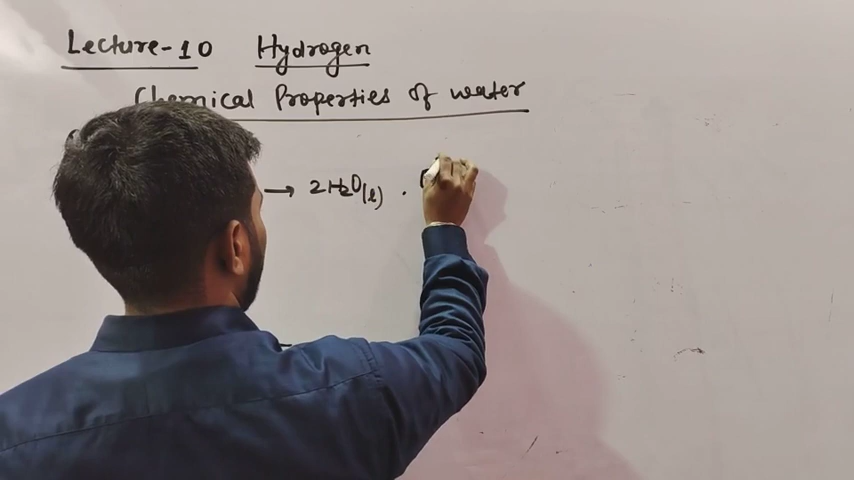 Lecture-10 Hydrogen
Chemical Properties of water
→ 2H₂O(l) .